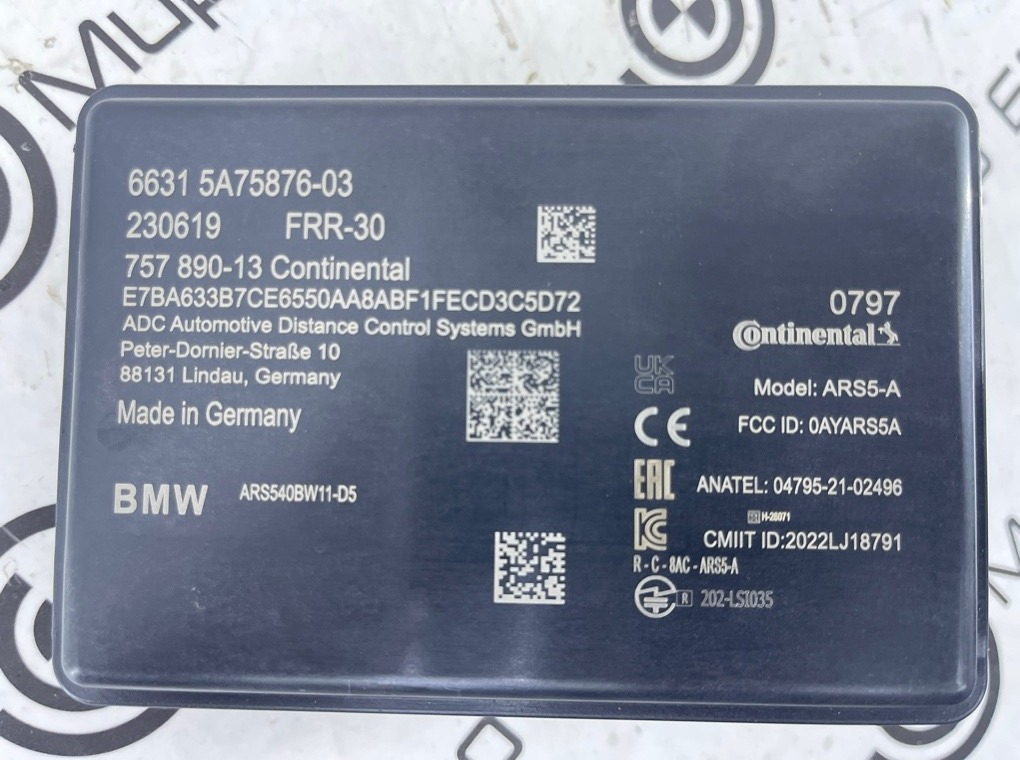 6631 5A75876-03
230619 FRR-30
757 890-13 Continental
E7BA633B7CE6550AA8ABF1FECD3C5D72
ADC Automotive Distance Control Systems GmbH
Peter-Dornier-Straße 10
88131 Lindau, Germany
Made in Germany
BMW ARS540BW11-D5
0797
Continental
UK
CA
Model: ARS5-A
CE
FCC ID: 0AYARS5A
EAC
ANATEL: 04795-21-02496
H-26071
KC
CMIIT ID:2022LJ18791
R - C - 8AC - ARS5-A
R 202-LSI035